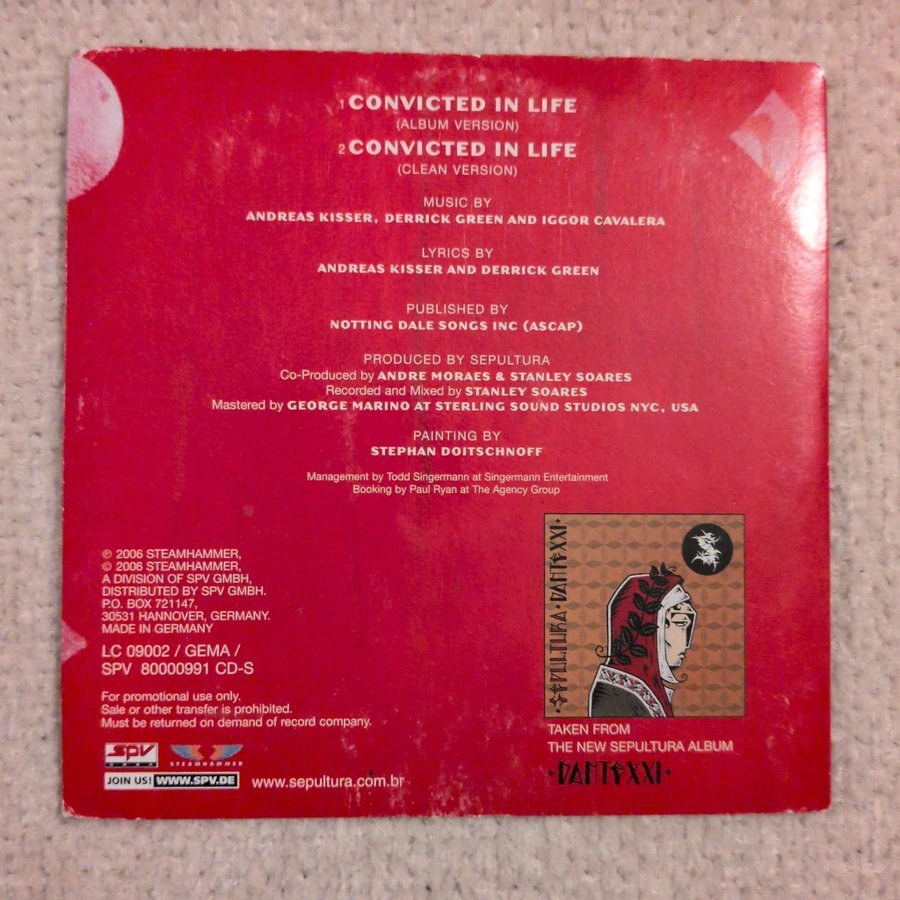 1 CONVICTED IN LIFE
(ALBUM VERSION)
2 CONVICTED IN LIFE
(CLEAN VERSION)
MUSIC BY
ANDREAS KISSER, DERRICK GREEN AND IGGOR CAVALERA
LYRICS BY
ANDREAS KISSER AND DERRICK GREEN
PUBLISHED BY
NOTTING DALE SONGS INC (ASCAP)
PRODUCED BY SEPULTURA
Co-Produced by ANDRE MORAES & STANLEY SOARES
Recorded and Mixed by STANLEY SOARES
Mastered by GEORGE MARINO AT STERLING SOUND STUDIOS NYC, USA
PAINTING BY
STEPHAN DOITSCHNOFF
Management by Todd Singermann at Singermann Entertainment
Booking by Paul Ryan at The Agency Group
℗ 2006 STEAMHAMMER,
© 2006 STEAMHAMMER,
A DIVISION OF SPV GMBH,
DISTRIBUTED BY SPV GMBH.
P.O. BOX 721147,
30531 HANNOVER, GERMANY.
MADE IN GERMANY
LC 09002 / GEMA /
SPV 80000991 CD-S
For promotional use only.
Sale or other transfer is prohibited.
Must be returned on demand of record company.
SPV
STEAMHAMMER
JOIN US! WWW.SPV.DE
www.sepultura.com.br
SEPULTURA · DANTE XXI ·
TAKEN FROM
THE NEW SEPULTURA ALBUM
· DANTE XXI ·